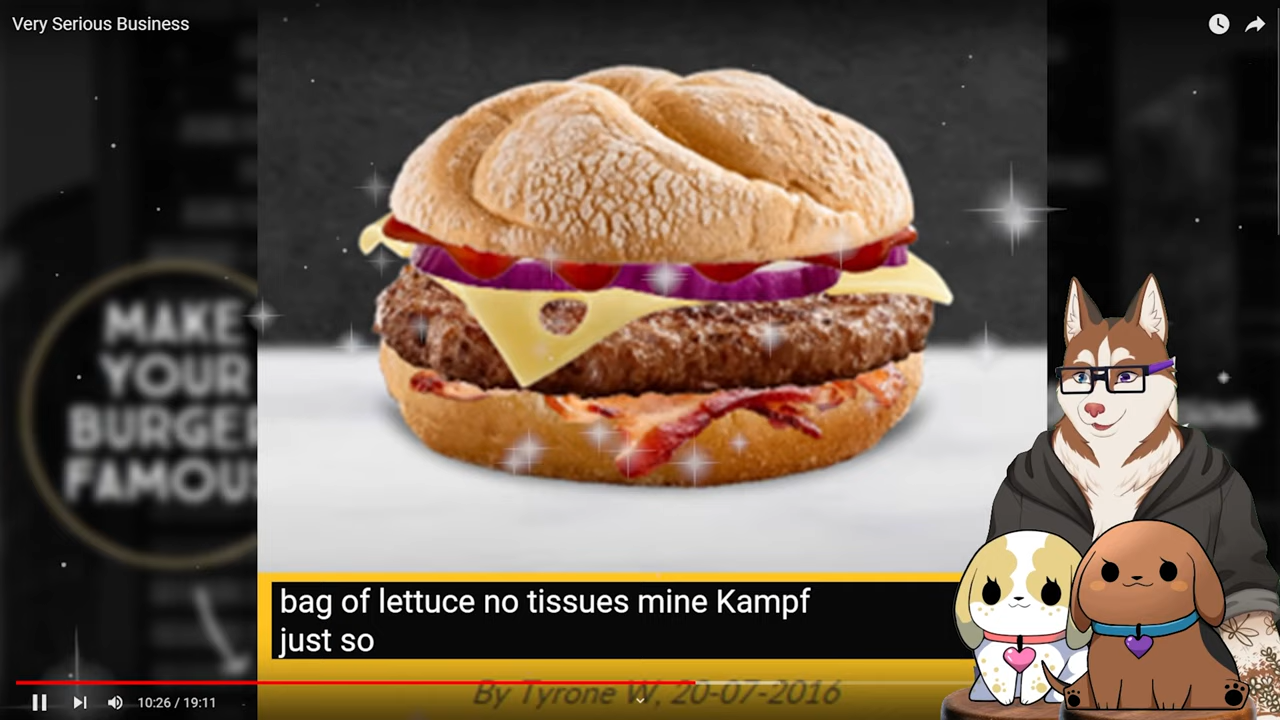 Very Serious Business
MAKE
YOUR
BURGER
FAMOUS
bag of lettuce no tissues mine Kampf
just so
By Tyrone W, 20-07-2016
10:26 / 19:11